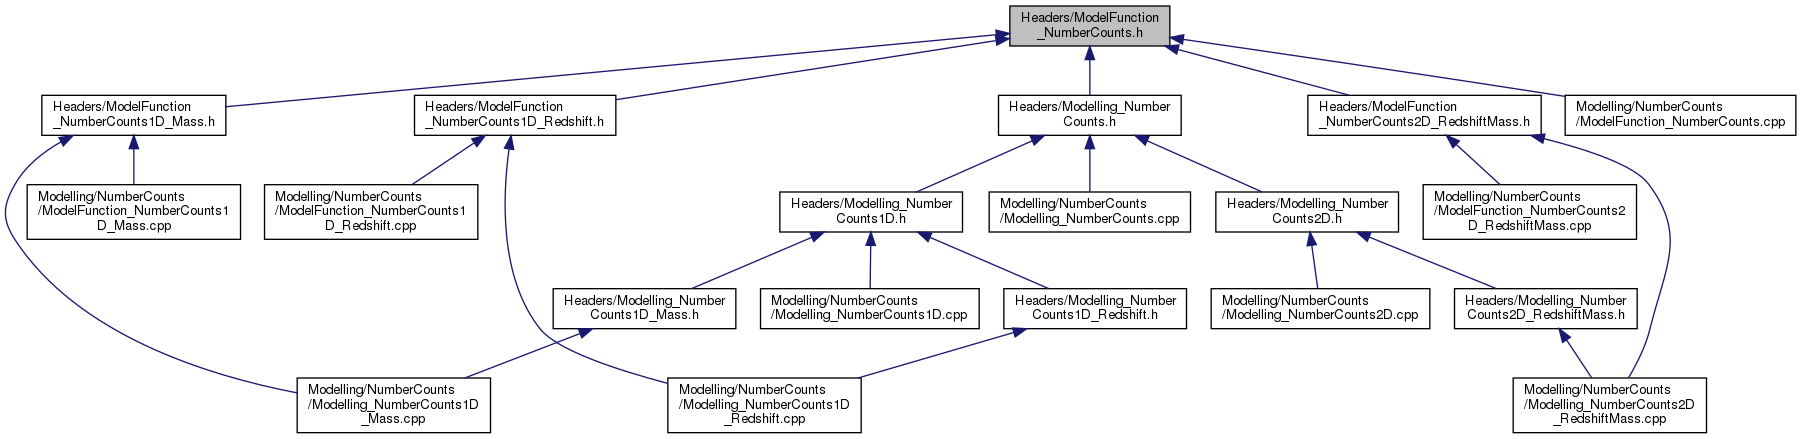 Headers/ModelFunction
_NumberCounts.h
Headers/ModelFunction
_NumberCounts1D_Mass.h
Headers/ModelFunction
_NumberCounts1D_Redshift.h
Headers/Modelling_Number
Counts.h
Headers/ModelFunction
_NumberCounts2D_RedshiftMass.h
Modelling/NumberCounts
/ModelFunction_NumberCounts.cpp
Modelling/NumberCounts
/ModelFunction_NumberCounts1
D_Mass.cpp
Modelling/NumberCounts
/ModelFunction_NumberCounts1
D_Redshift.cpp
Headers/Modelling_Number
Counts1D.h
Modelling/NumberCounts
/Modelling_NumberCounts.cpp
Headers/Modelling_Number
Counts2D.h
Modelling/NumberCounts
/ModelFunction_NumberCounts2
D_RedshiftMass.cpp
Headers/Modelling_Number
Counts1D_Mass.h
Modelling/NumberCounts
/Modelling_NumberCounts1D.cpp
Headers/Modelling_Number
Counts1D_Redshift.h
Modelling/NumberCounts
/Modelling_NumberCounts2D.cpp
Headers/Modelling_Number
Counts2D_RedshiftMass.h
Modelling/NumberCounts
/Modelling_NumberCounts1D
_Mass.cpp
Modelling/NumberCounts
/Modelling_NumberCounts1D
_Redshift.cpp
Modelling/NumberCounts
/Modelling_NumberCounts2D
_RedshiftMass.cpp